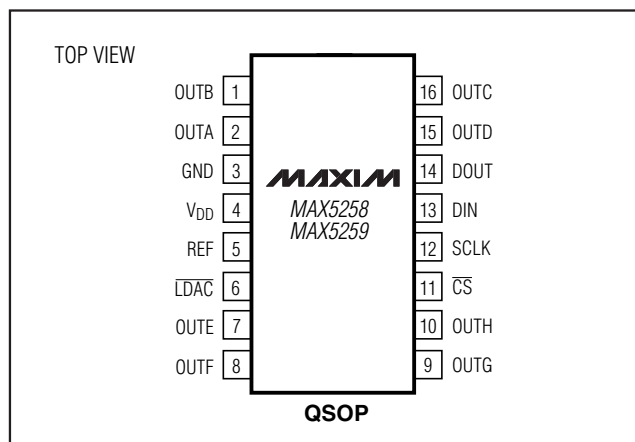 TOP VIEW
OUTB 1
OUTA 2
GND 3
VDD 4
REF 5
LDAC 6
OUTE 7
OUTF 8
MAXIM
MAX5258
MAX5259
16 OUTC
15 OUTD
14 DOUT
13 DIN
12 SCLK
11 CS
10 OUTH
9 OUTG
QSOP